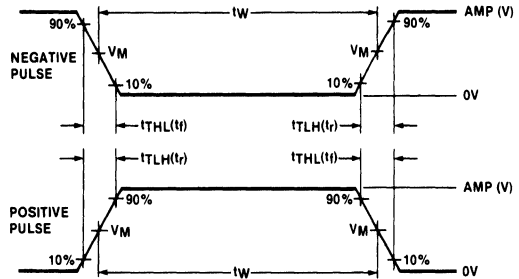 tW
AMP (V)
90%
90%
NEGATIVE
PULSE
VM
VM
10%
10%
0V
tTHL(tf)
tTLH(tr)
tTLH(tr)
tTHL(tf)
90%
90%
AMP (V)
POSITIVE
PULSE
VM
VM
10%
10%
0V
tW